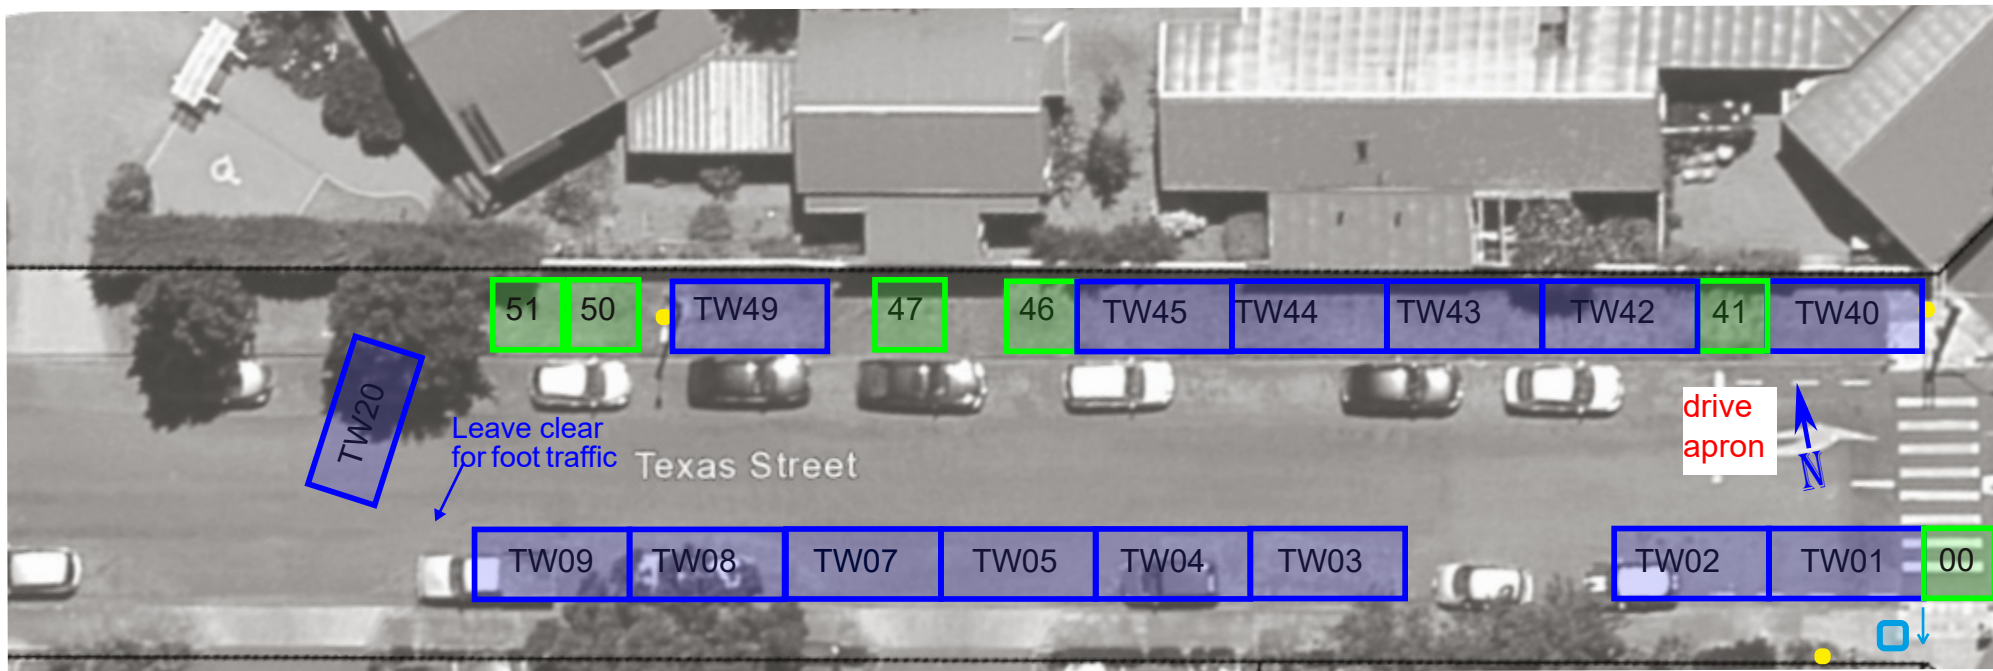 51 50 TW49 47 46 TW45 TW44 TW43 TW42 41 TW40
TW20
drive
apron
N
Leave clear
for foot traffic
Texas Street
TW09 TW08 TW07 TW05 TW04 TW03 TW02 TW01 00